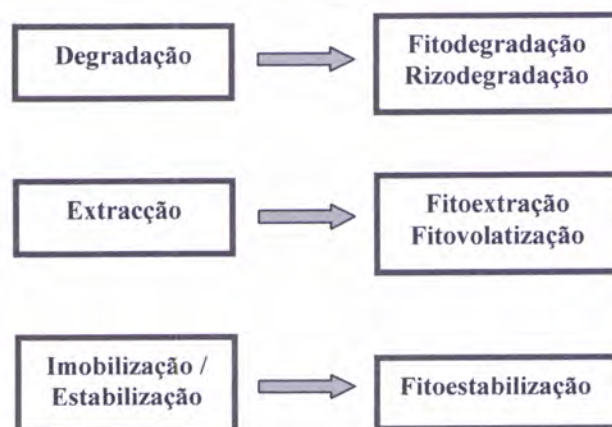 Degradação
Fitodegradação
Rizodegradação
Extracção
Fitoextração
Fitovolatização
Imobilização /
Estabilização
Fitoestabilização